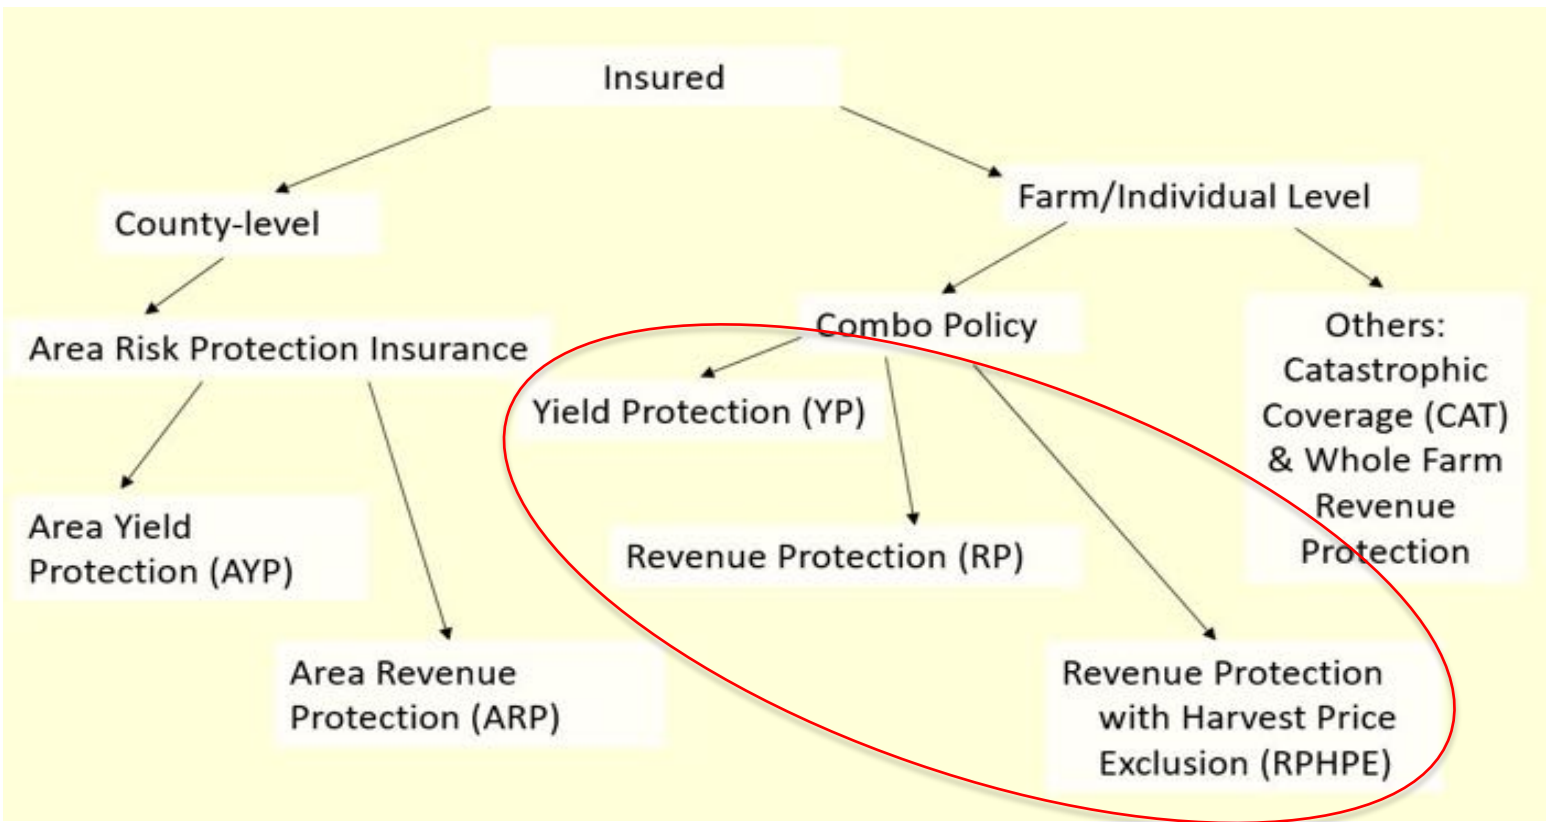 Insured
County-level
Farm/Individual Level
Area Risk Protection Insurance
Combo Policy
Others:
Catastrophic
Coverage (CAT)
& Whole Farm
Revenue
Protection
Yield Protection (YP)
Area Yield
Protection (AYP)
Revenue Protection (RP)
Area Revenue
Protection (ARP)
Revenue Protection
with Harvest Price
Exclusion (RPHPE)